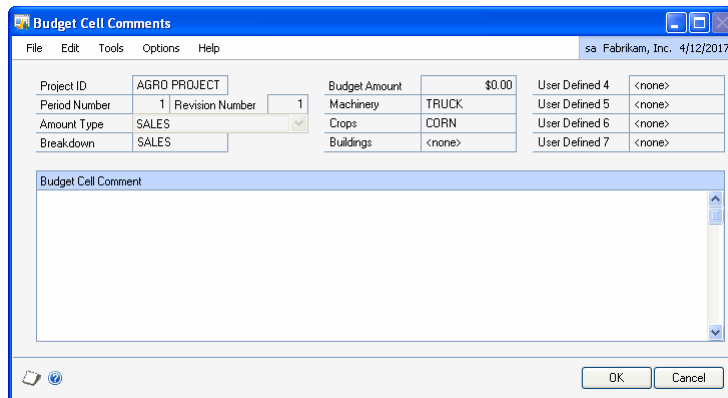 Budget Cell Comments
File Edit Tools Options Help sa Fabrikam, Inc. 4/12/2017
Project ID AGRO PROJECT Budget Amount $0.00 User Defined 4 <none>
Period Number 1 Revision Number 1 Machinery TRUCK User Defined 5 <none>
Amount Type SALES Crops CORN User Defined 6 <none>
Breakdown SALES Buildings <none> User Defined 7 <none>
Budget Cell Comment
OK Cancel